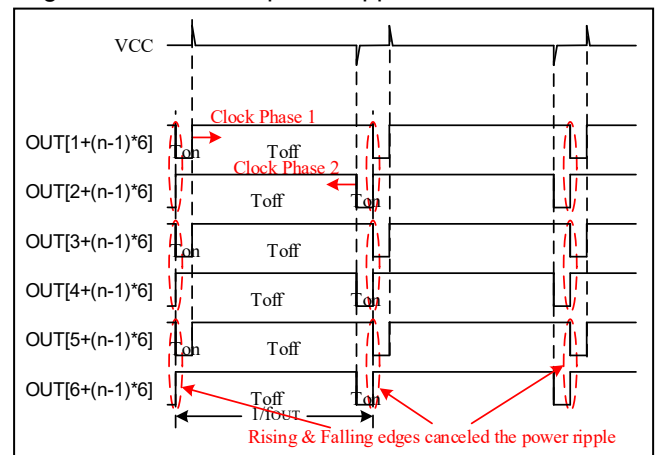 VCC
Clock Phase 1
OUT[1+(n-1)*6]
Ton
Toff
Clock Phase 2
OUT[2+(n-1)*6]
Toff
Ton
OUT[3+(n-1)*6]
Ton
Toff
OUT[4+(n-1)*6]
Toff
Ton
OUT[5+(n-1)*6]
Ton
Toff
OUT[6+(n-1)*6]
Toff
Ton
1/fOUT
Rising & Falling edges canceled the power ripple